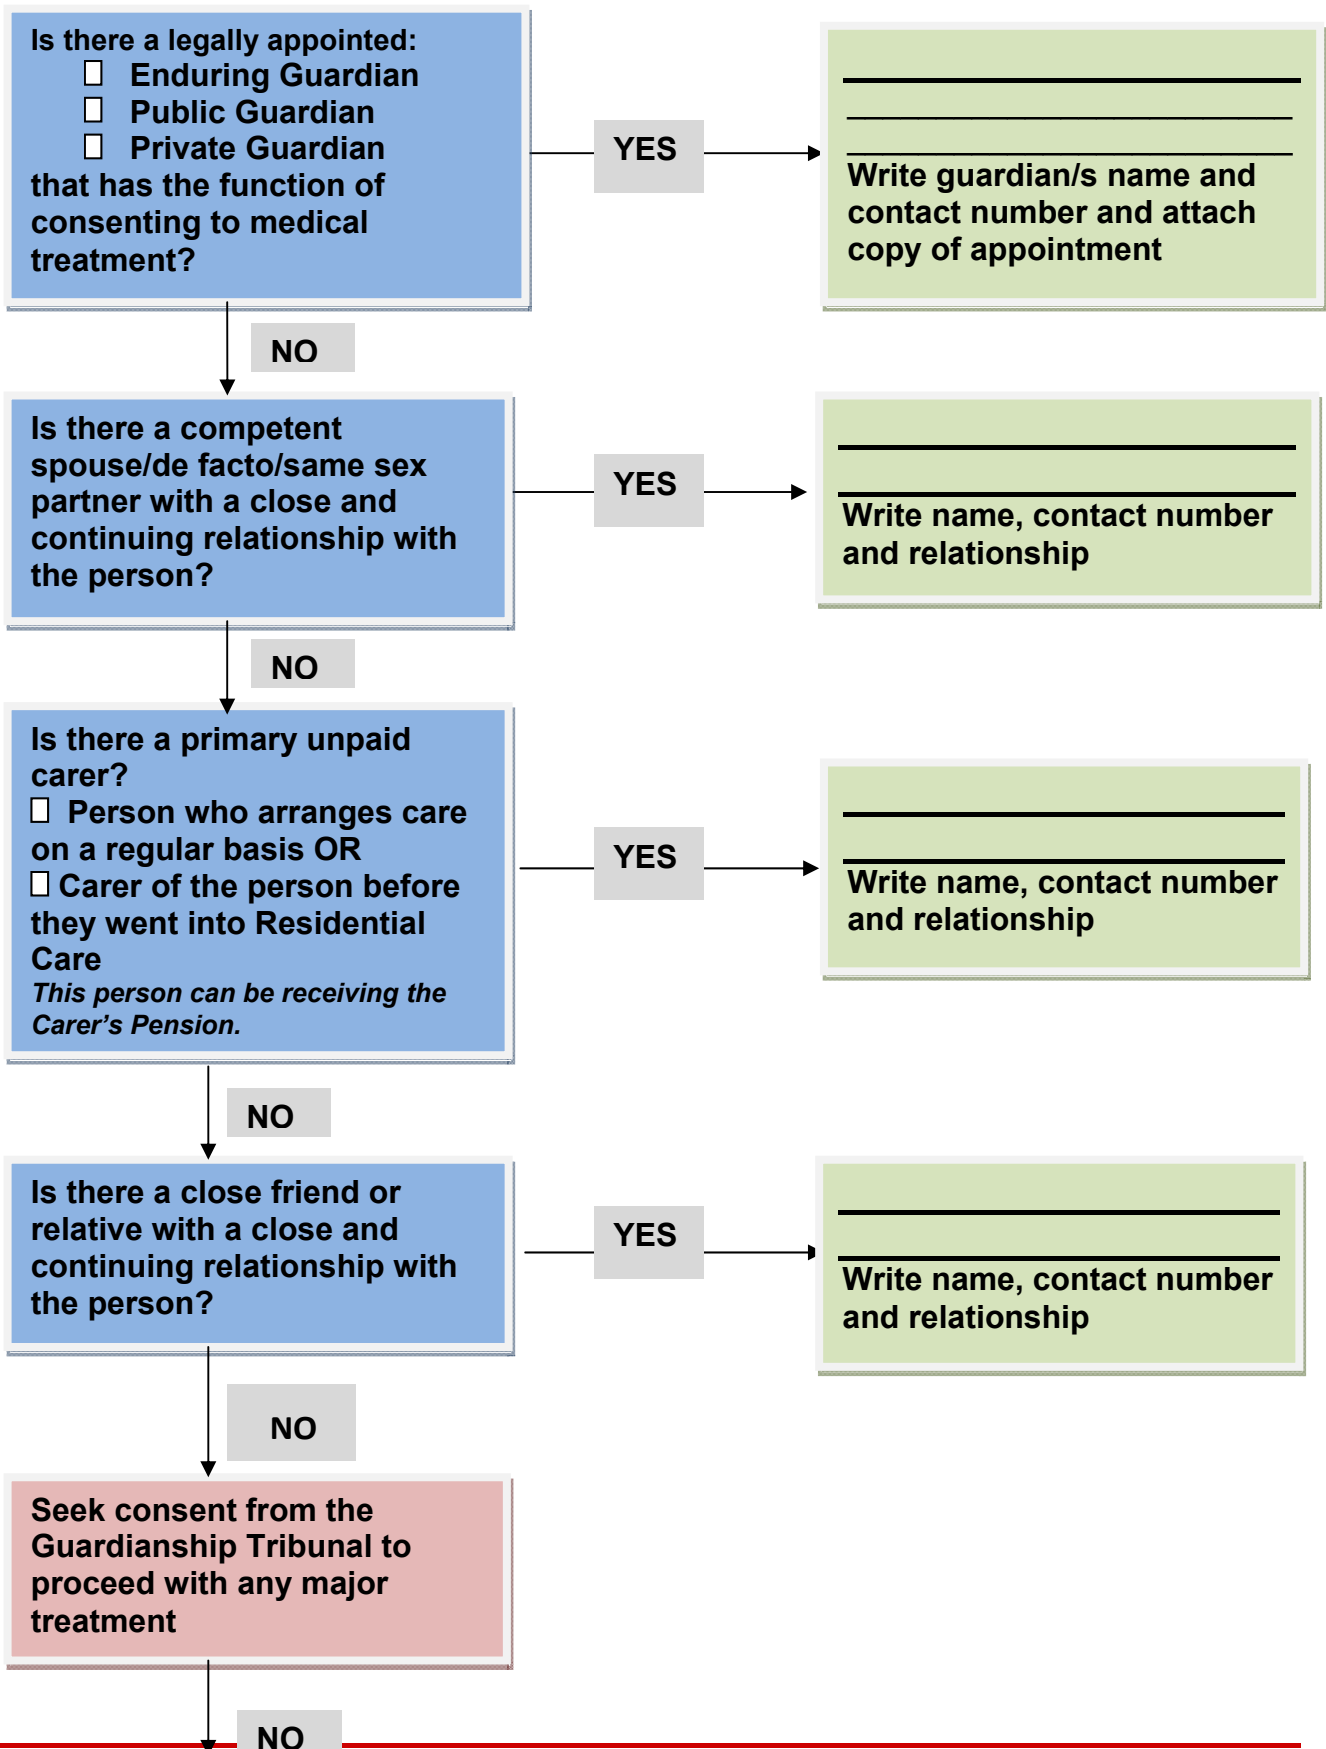 Is there a legally appointed:
Enduring Guardian
Public Guardian
Private Guardian
that has the function of
consenting to medical
treatment?
YES
Write guardian/s name and
contact number and attach
copy of appointment
NO
Is there a competent
spouse/de facto/same sex
partner with a close and
continuing relationship with
the person?
YES
Write name, contact number
and relationship
NO
Is there a primary unpaid
carer?
Person who arranges care
on a regular basis OR
Carer of the person before
they went into Residential
Care
This person can be receiving the
Carer’s Pension.
YES
Write name, contact number
and relationship
NO
Is there a close friend or
relative with a close and
continuing relationship with
the person?
YES
Write name, contact number
and relationship
NO
Seek consent from the
Guardianship Tribunal to
proceed with any major
treatment
NO